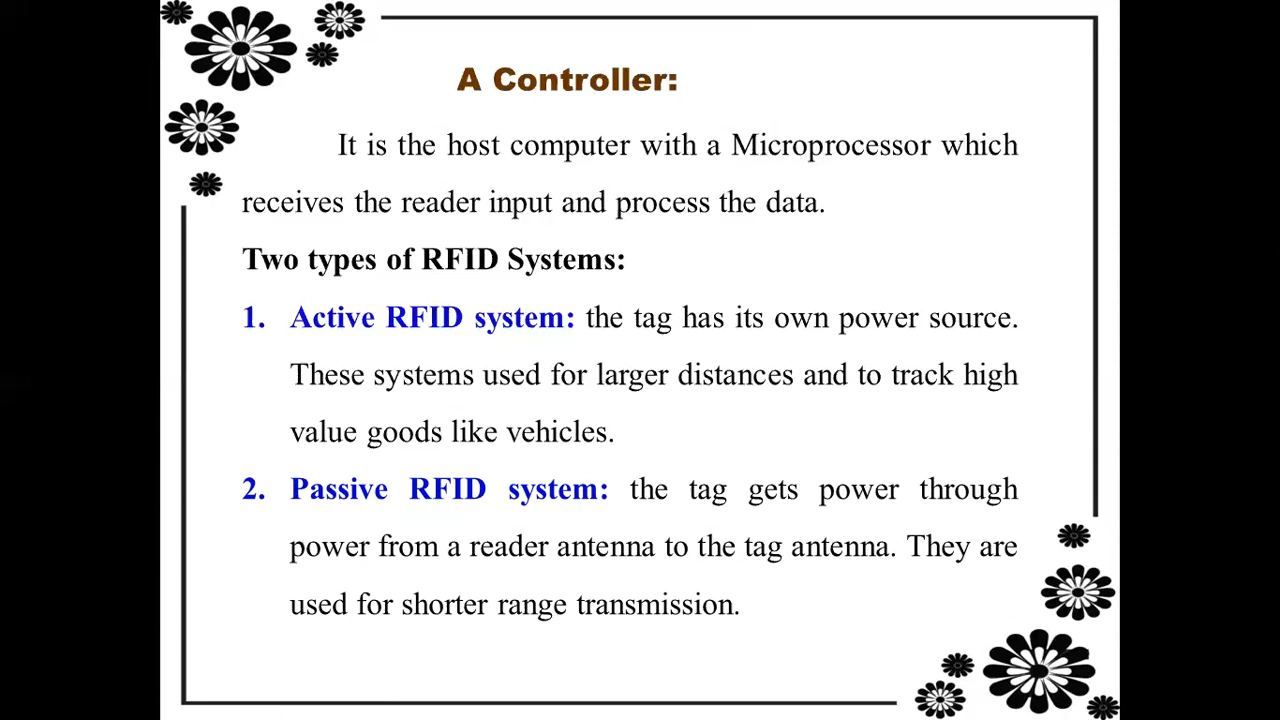 A Controller:
It is the host computer with a Microprocessor which
receives the reader input and process the data.
Two types of RFID Systems:
1. Active RFID system: the tag has its own power source.
These systems used for larger distances and to track high
value goods like vehicles.
2. Passive RFID system: the tag gets power through
power from a reader antenna to the tag antenna. They are
used for shorter range transmission.